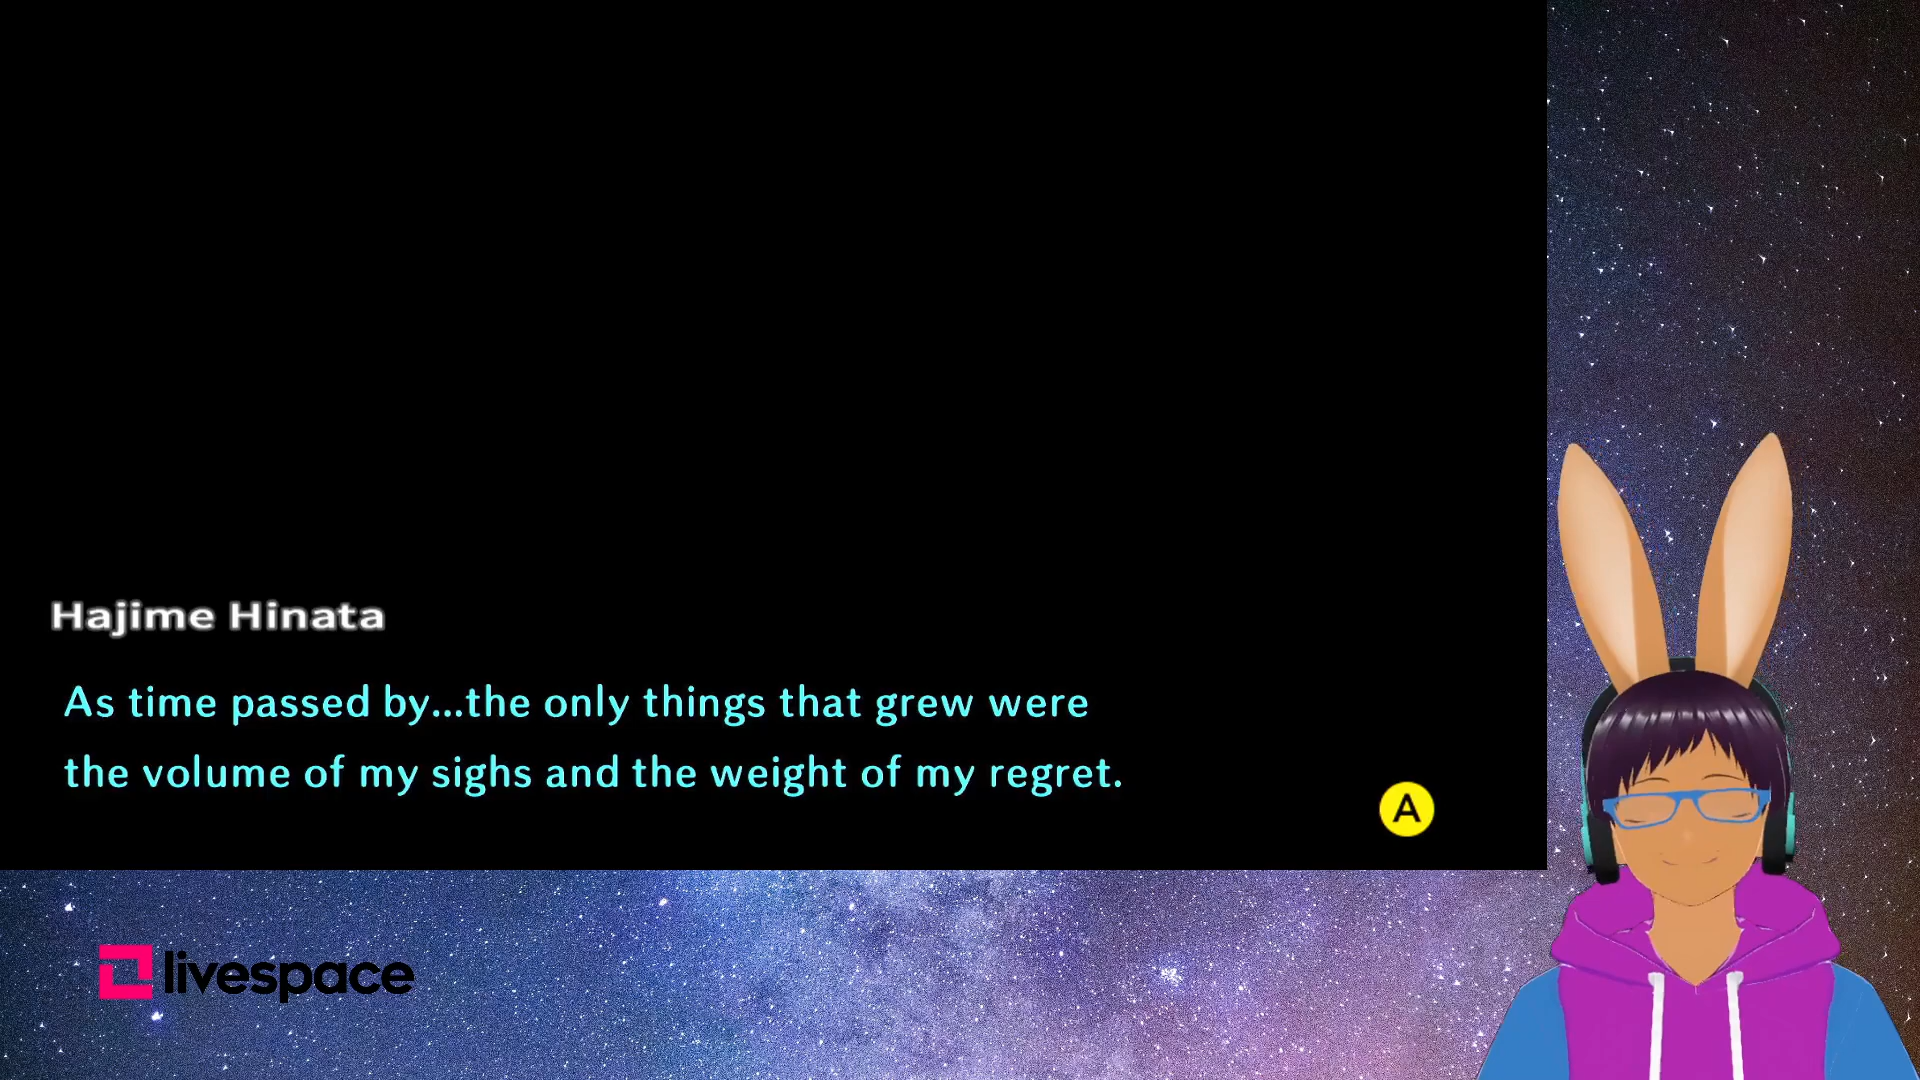 Hajime Hinata
As time passed by...the only things that grew were
the volume of my sighs and the weight of my regret.
A
livespace